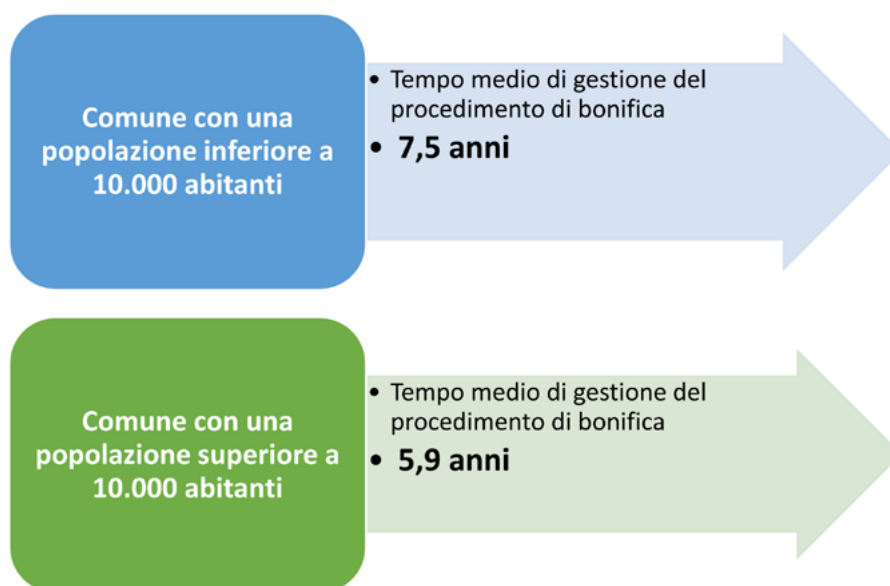 Comune con una
popolazione inferiore a
10.000 abitanti
• Tempo medio di gestione del
procedimento di bonifica
• 7,5 anni
Comune con una
popolazione superiore a
10.000 abitanti
• Tempo medio di gestione del
procedimento di bonifica
• 5,9 anni